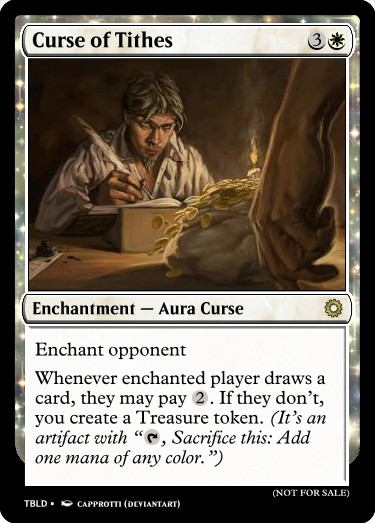 Curse of Tithes 3
Enchantment — Aura Curse
Enchant opponent
Whenever enchanted player draws a
card, they may pay 2. If they don't,
you create a Treasure token. (It's an
artifact with “, Sacrifice this: Add
one mana of any color.”)
(NOT FOR SALE)
TBLD • CAPPROTTI (DEVIANTART)